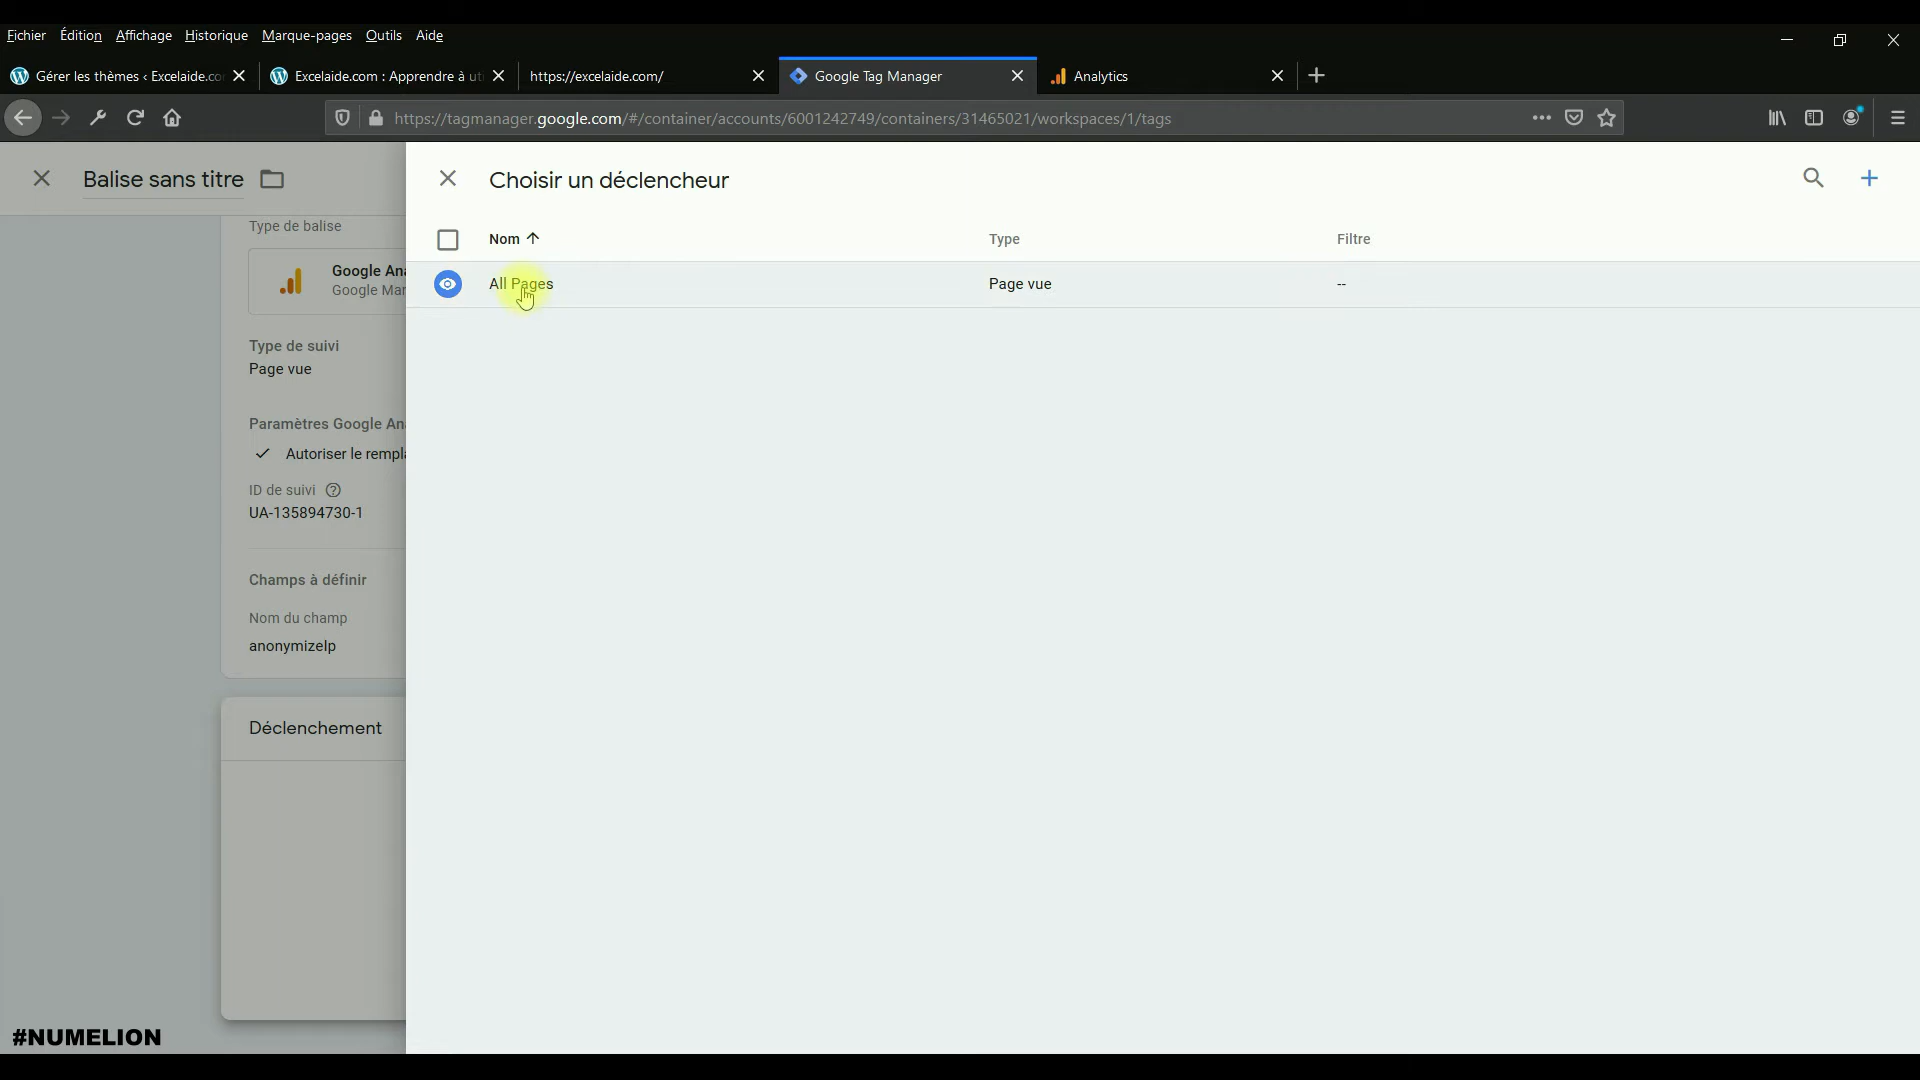 Fichier Édition Affichage Historique Marque-pages Outils Aide
Gérer les thèmes ‹ Excelaide.co
Excelaide.com : Apprendre à ut
https://excelaide.com/
Google Tag Manager
Analytics
https://tagmanager.google.com/#/container/accounts/6001242749/containers/31465021/workspaces/1/tags
Balise sans titre
Choisir un déclencheur
Type de balise
Nom Type Filtre
Google Ana
Google Mar
All Pages Page vue --
Type de suivi
Page vue
Paramètres Google Ana
Autoriser le rempla
ID de suivi
UA-135894730-1
Champs à définir
Nom du champ
anonymizeIp
Déclenchement
#NUMELION